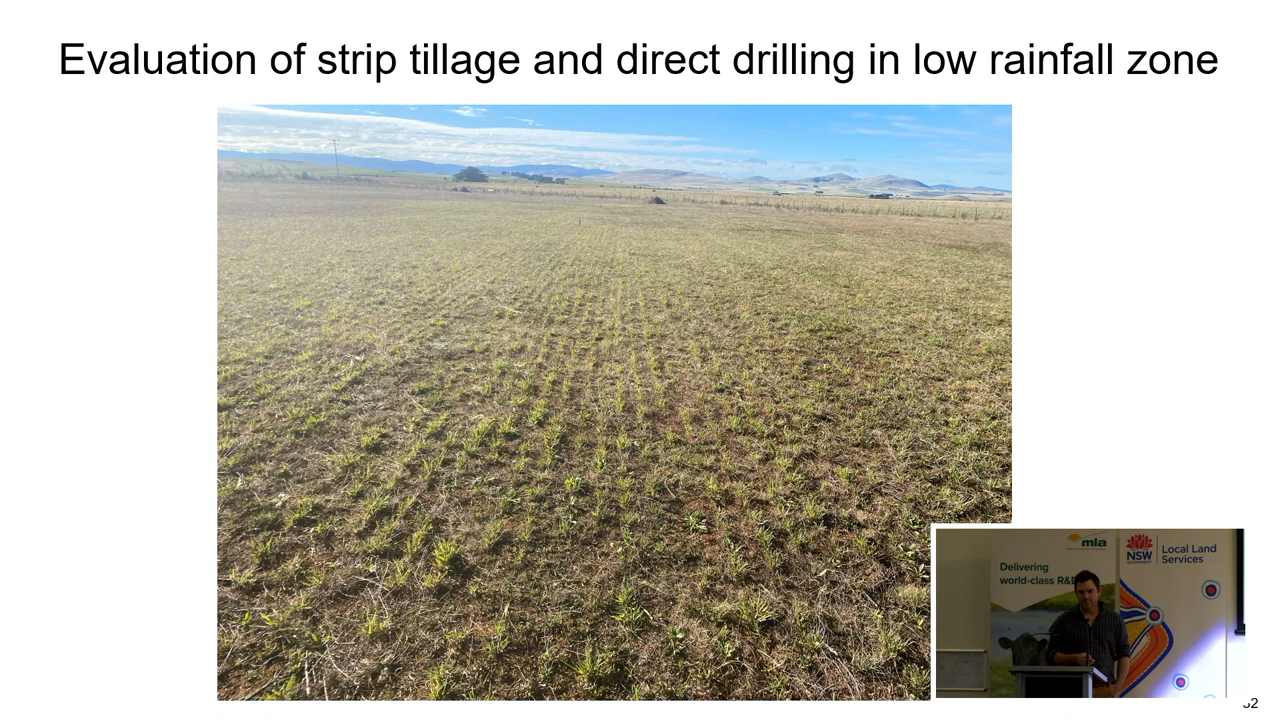 Evaluation of strip tillage and direct drilling in low rainfall zone
mla
Delivering
world-class R&
NSW
GOVERNMENT
Local Land
Services